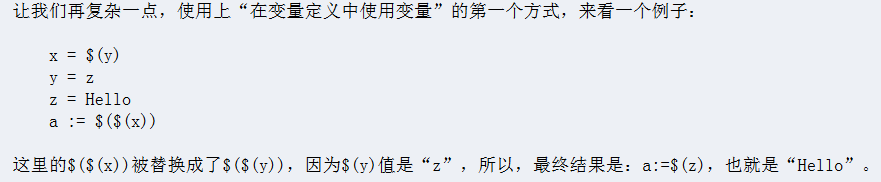 让我们再复杂一点，使用上“在变量定义中使用变量”的第一个方式，来看一个例子：
x = $(y)
y = z
z = Hello
a := $($(x))
这里的$($(x))被替换成了$($(y))，因为$(y)值是“z”，所以，最终结果是：a:=$(z)，也就是“Hello”。